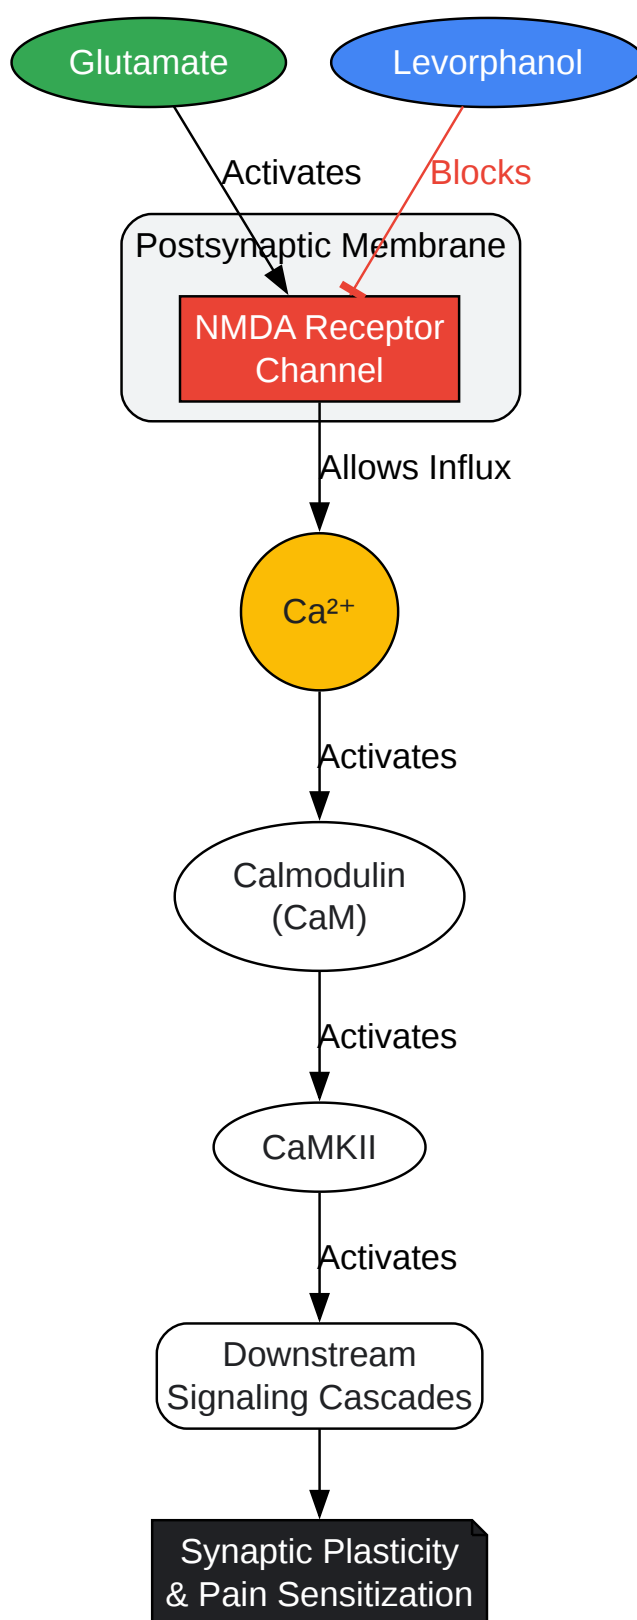 Glutamate
Levorphanol
Activates
Blocks
Postsynaptic Membrane
NMDA Receptor
Channel
Allows Influx
Ca²⁺
Activates
Calmodulin
(CaM)
Activates
CaMKII
Activates
Downstream
Signaling Cascades
Synaptic Plasticity
& Pain Sensitization